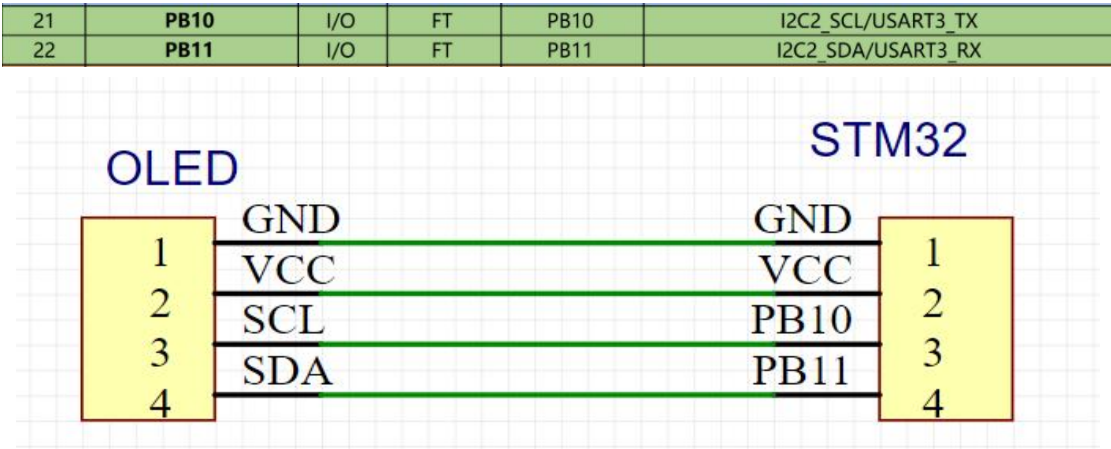 21 PB10 I/O FT PB10 I2C2_SCL/USART3_TX
22 PB11 I/O FT PB11 I2C2_SDA/USART3_RX
OLED STM32
GND GND
1 1
VCC VCC
2 2
SCL PB10
3 3
SDA PB11
4 4